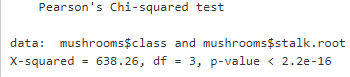 Pearson's Chi-squared test
data:  mushrooms$class and mushrooms$stalk.root
X-squared = 638.26, df = 3, p-value < 2.2e-16